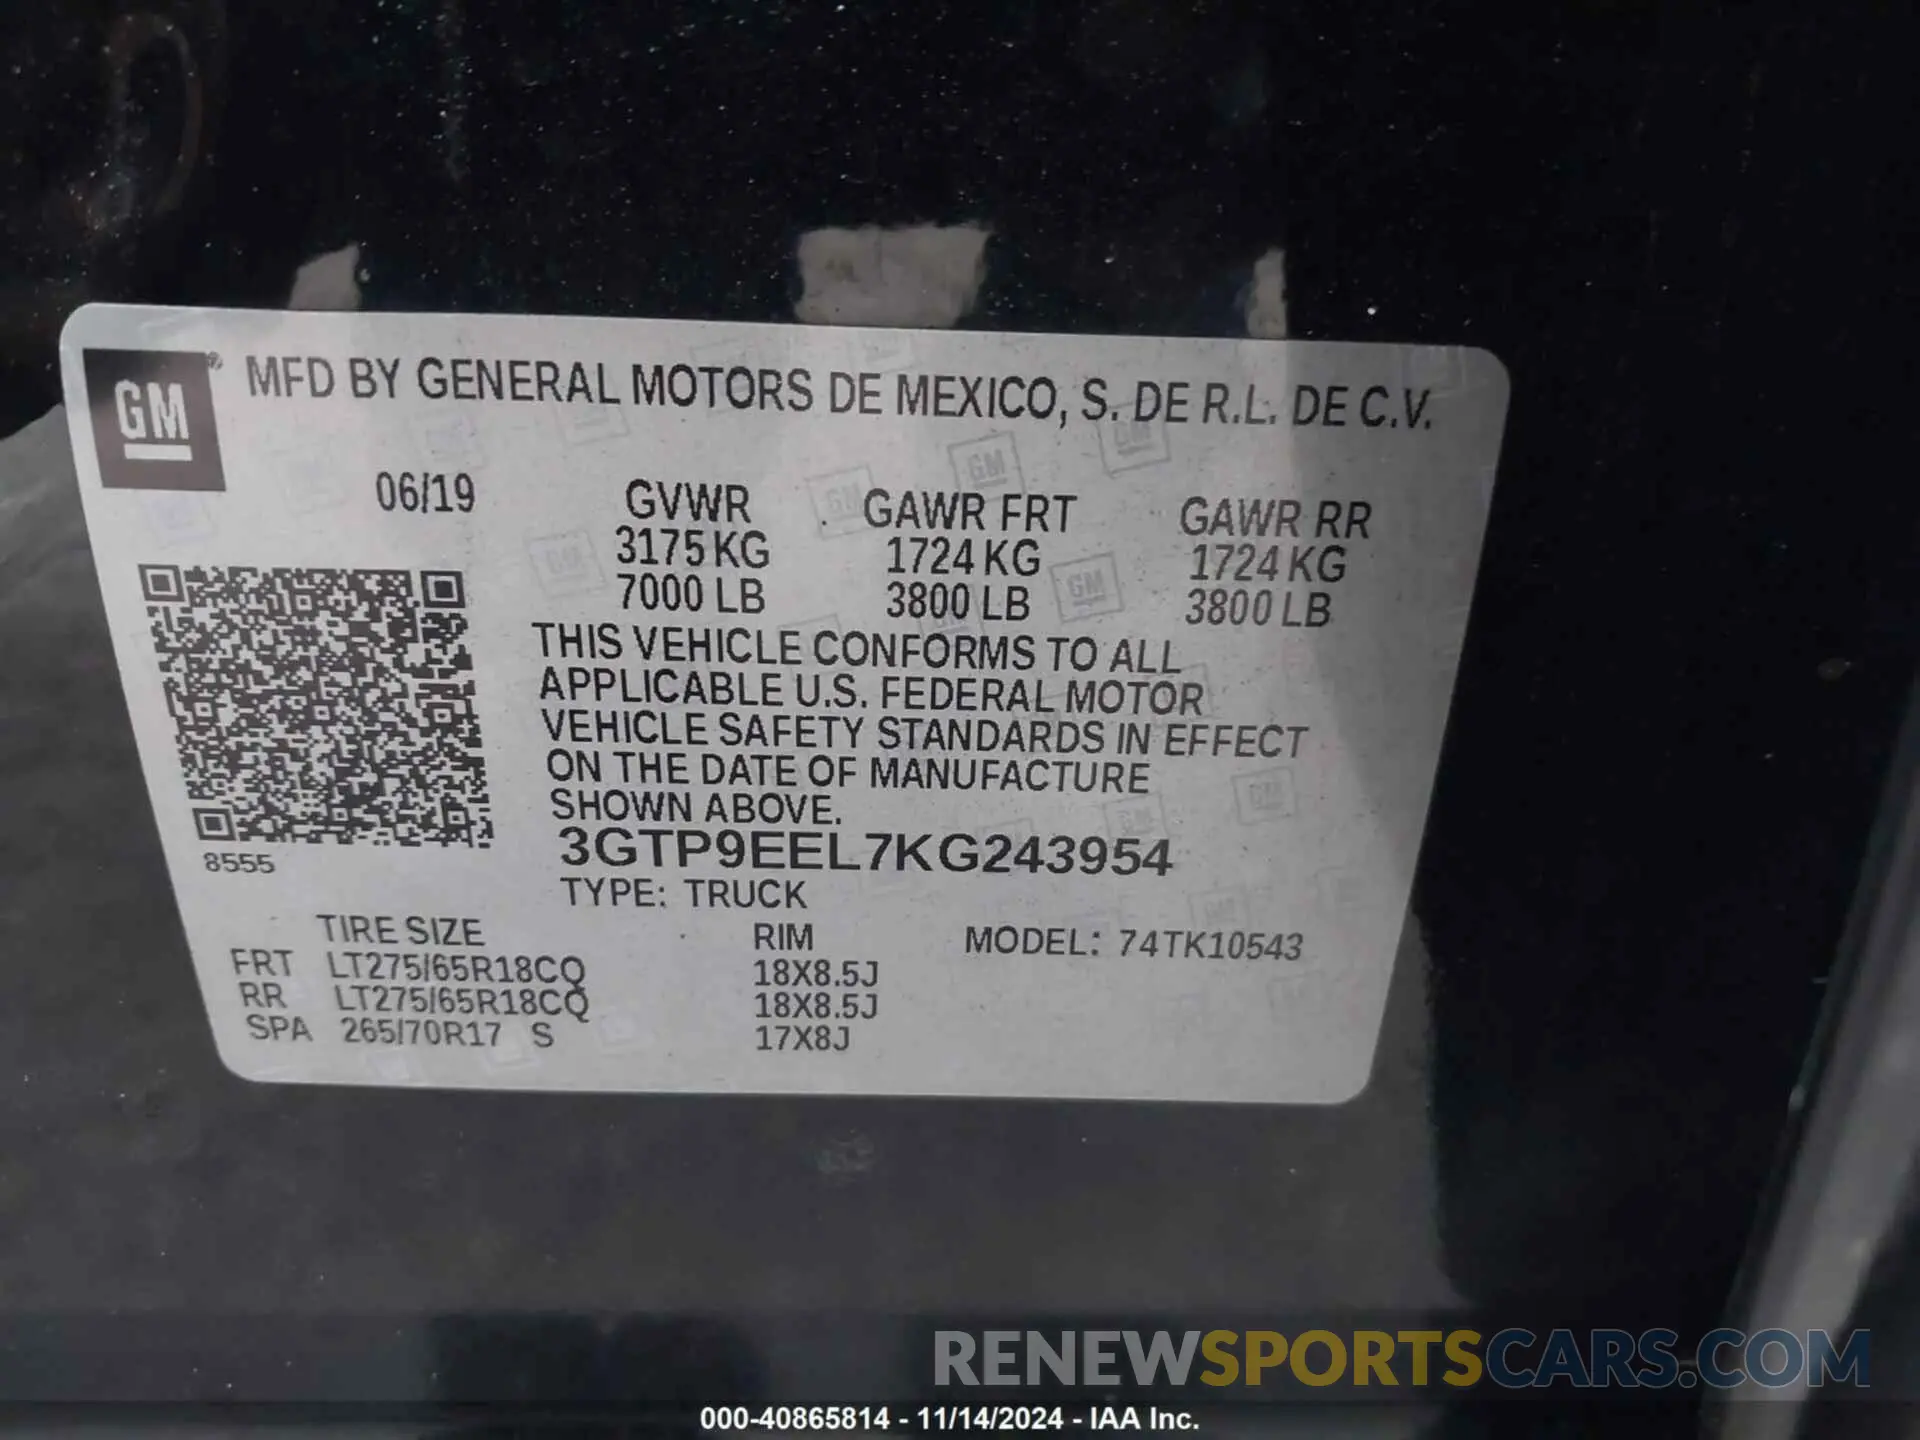 GM® MFD BY GENERAL MOTORS DE MEXICO, S. DE R.L. DE C.V.
06/19 GVWR GAWR FRT GAWR RR
3175 KG 1724 KG 1724 KG
7000 LB 3800 LB 3800 LB
THIS VEHICLE CONFORMS TO ALL
APPLICABLE U.S. FEDERAL MOTOR
VEHICLE SAFETY STANDARDS IN EFFECT
ON THE DATE OF MANUFACTURE
SHOWN ABOVE.
8555 3GTP9EEL7KG243954
TYPE: TRUCK
TIRE SIZE RIM MODEL: 74TK10543
FRT LT275/65R18CQ 18X8.5J
RR LT275/65R18CQ 18X8.5J
SPA 265/70R17 S 17X8J
RENEWSPORTSCARS.COM
000-40865814 - 11/14/2024 - IAA Inc.